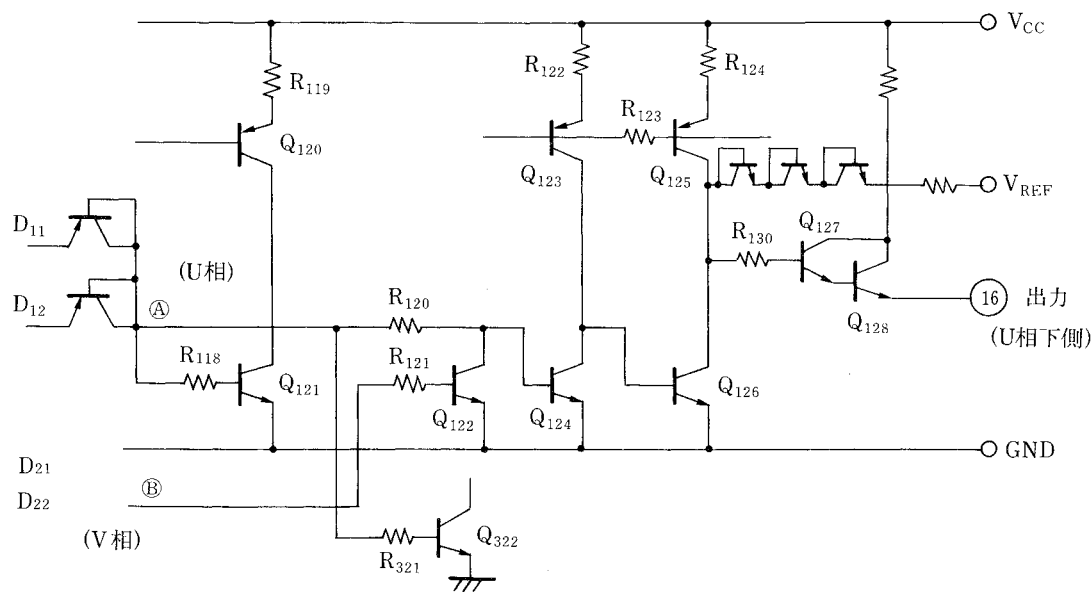 V_CC
R_119
R_122
R_124
R_123
Q_120
Q_123
Q_125
V_REF
D_11
(U相)
D_12
Ⓐ
R_130
Q_127
Q_128
16 出力
(U相下側)
R_120
R_118
R_121
Q_121
Q_122
Q_124
Q_126
GND
D_21
D_22
Ⓑ
(V相)
R_321
Q_322